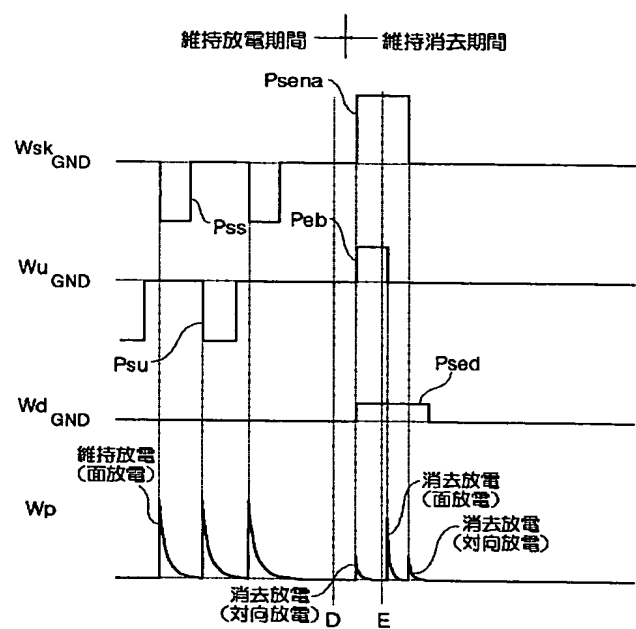 維持放電期間
維持消去期間
Psena
Wsk
GND
Pss
Peb
Wu
GND
Psu
Psed
Wd
GND
維持放電
(面放電)
消去放電
(面放電)
Wp
消去放電
(対向放電)
消去放電
(対向放電)
D
E